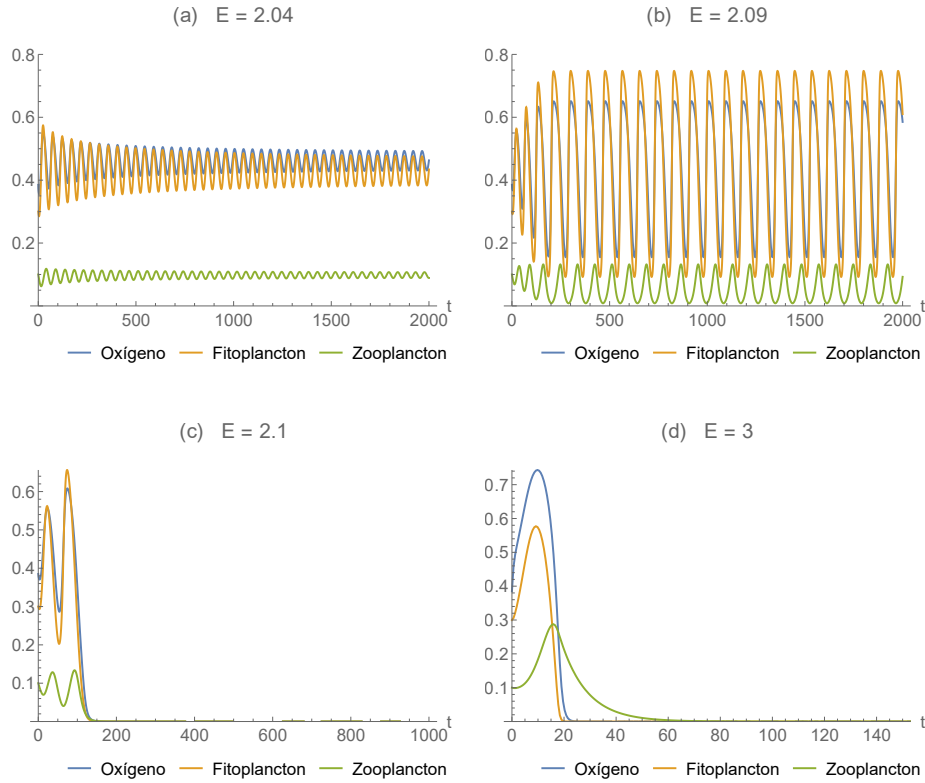 (a) E = 2.04
0.8
0.6
0.4
0.2
0 500 1000 1500 2000 t
Oxígeno Fitoplancton Zooplancton
(b) E = 2.09
0.8
0.6
0.4
0.2
0 500 1000 1500 2000 t
Oxígeno Fitoplancton Zooplancton
(c) E = 2.1
0.6
0.5
0.4
0.3
0.2
0.1
0 200 400 600 800 1000 t
Oxígeno Fitoplancton Zooplancton
(d) E = 3
0.7
0.6
0.5
0.4
0.3
0.2
0.1
0 20 40 60 80 100 120 140 t
Oxígeno Fitoplancton Zooplancton